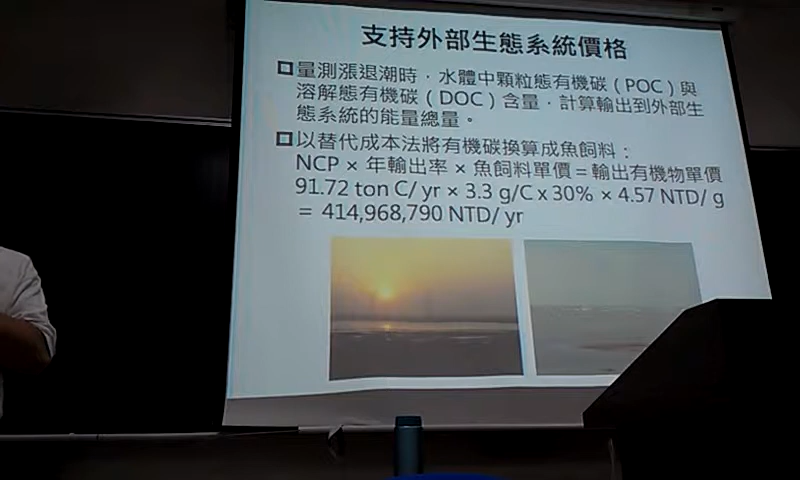 支持外部生態系統價格
量測漲退潮時，水體中顆粒態有機碳（POC）與
溶解態有機碳（DOC）含量，計算輸出到外部生
態系統的能量總量。
以替代成本法將有機碳換算成魚飼料：
NCP × 年輸出率 × 魚飼料單價＝輸出有機物單價
91.72 ton C/ yr × 3.3 g/C x 30% × 4.57 NTD/ g
= 414,968,790 NTD/ yr